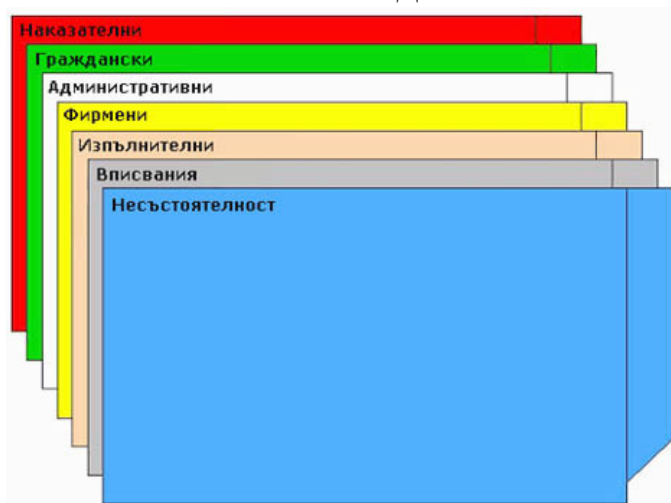 Наказателни
Граждански
Административни
Фирмени
Изпълнителни
Вписвания
Несъстоятелност